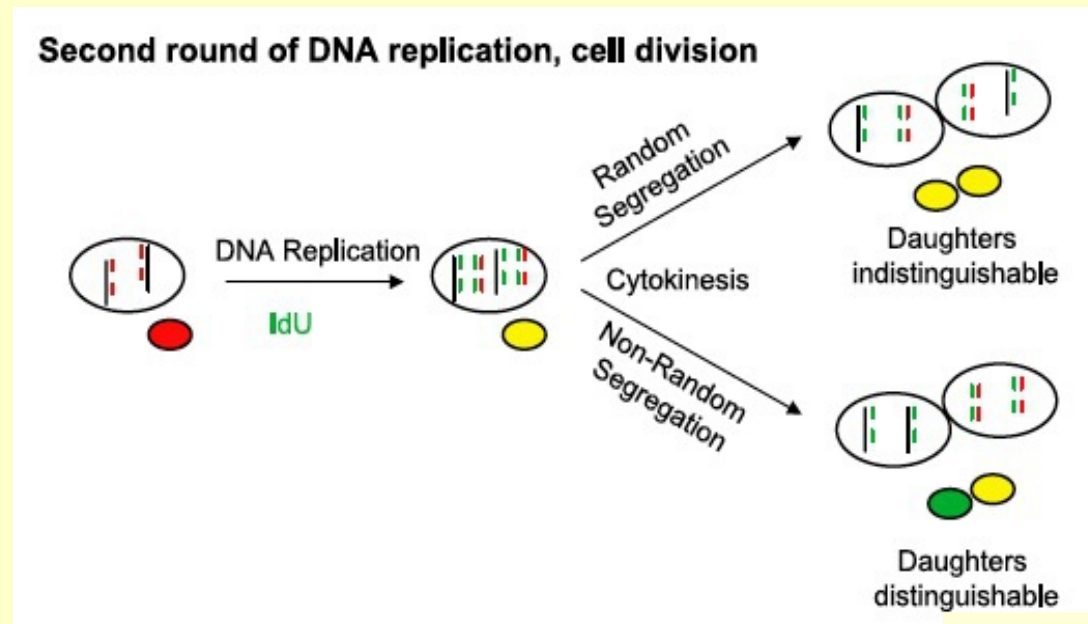 Second round of DNA replication, cell division
DNA Replication
IdU
Random
Segregation
Cytokinesis
Non-Random
Segregation
Daughters
indistinguishable
Daughters
distinguishable